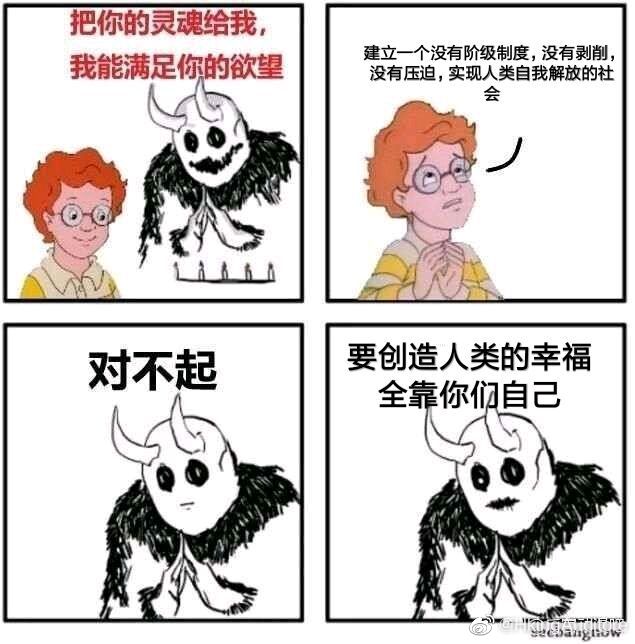 把你的灵魂给我,
我能满足你的欲望
建立一个没有阶级制度,没有剥削,
没有压迫,实现人类自我解放的社
会
对不起
要创造人类的幸福
全靠你们自己